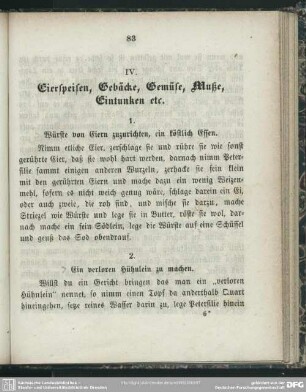 83
IV.
Eierspeisen, Gebäcke, Gemüse, Muße,
Eintunken etc.
1.
Würste von Eiern zuzurichten, ein köstlich Essen.
Nimm etliche Eier, zerschlage sie und rühre sie wie sonst
gerührte Eier, daß sie wohl hart werden, darnach nimm Peter-
silie sammt einigen anderen Wurzeln, zerhacke sie fein klein
mit den gerührten Eiern und mache dazu ein wenig Weizen-
mehl, sofern es nicht weich genug wäre, schlage darein ein Ei,
oder auch zweie, die roh sind, und mische sie darzu, mache
Striezel wie Würste und lege sie in Butter, röste sie wol, dar-
nach mache ein fein Södlein, lege die Würste auf eine Schüssel
und geuß das Sod obendrauf.
2.
Ein verloren Hühnlein zu machen.
Willst du ein Gericht bringen das man ein „verloren
Hühnlein“ nennet, so nimm einen Topf da anderthalb Quart
hineingehen, setze reines Wasser darin zu, lege Petersilie hinein
6*